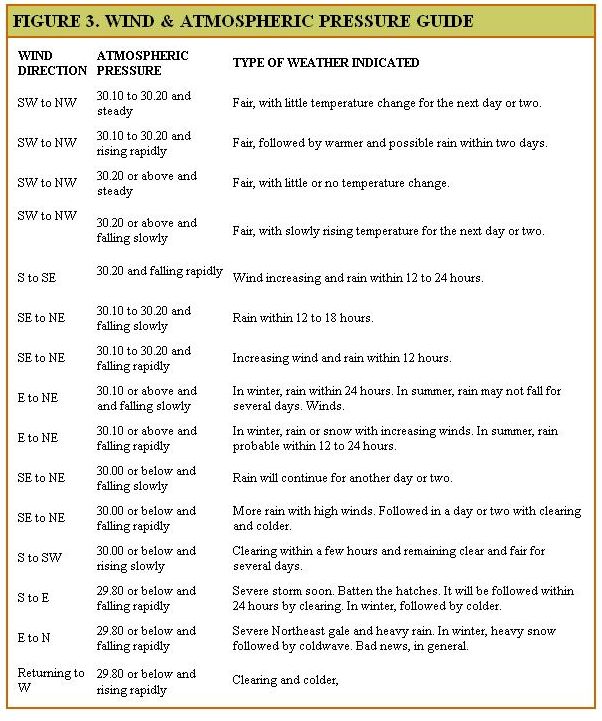 FIGURE 3. WIND & ATMOSPHERIC PRESSURE GUIDE
WIND DIRECTION ATMOSPHERIC PRESSURE TYPE OF WEATHER INDICATED
SW to NW 30.10 to 30.20 and steady Fair, with little temperature change for the next day or two.
SW to NW 30.10 to 30.20 and rising rapidly Fair, followed by warmer and possible rain within two days.
SW to NW 30.20 or above and steady Fair, with little or no temperature change.
SW to NW 30.20 or above and falling slowly Fair, with slowly rising temperature for the next day or two.
S to SE 30.20 and falling rapidly Wind increasing and rain within 12 to 24 hours.
SE to NE 30.10 to 30.20 and falling slowly Rain within 12 to 18 hours.
SE to NE 30.10 to 30.20 and falling rapidly Increasing wind and rain within 12 hours.
E to NE 30.10 or above and and falling slowly In winter, rain within 24 hours. In summer, rain may not fall for several days. Winds.
E to NE 30.10 or above and falling rapidly In winter, rain or snow with increasing winds. In summer, rain probable within 12 to 24 hours.
SE to NE 30.00 or below and falling slowly Rain will continue for another day or two.
SE to NE 30.00 or below and falling rapidly More rain with high winds. Followed in a day or two with clearing and colder.
S to SW 30.00 or below and rising slowly Clearing within a few hours and remaining clear and fair for several days.
S to E 29.80 or below and falling rapidly Severe storm soon. Batten the hatches. It will be followed within 24 hours by clearing. In winter, followed by colder.
E to N 29.80 or below and falling rapidly Severe Northeast gale and heavy rain. In winter, heavy snow followed by coldwave. Bad news, in general.
Returning to W 29.80 or below and rising rapidly Clearing and colder,